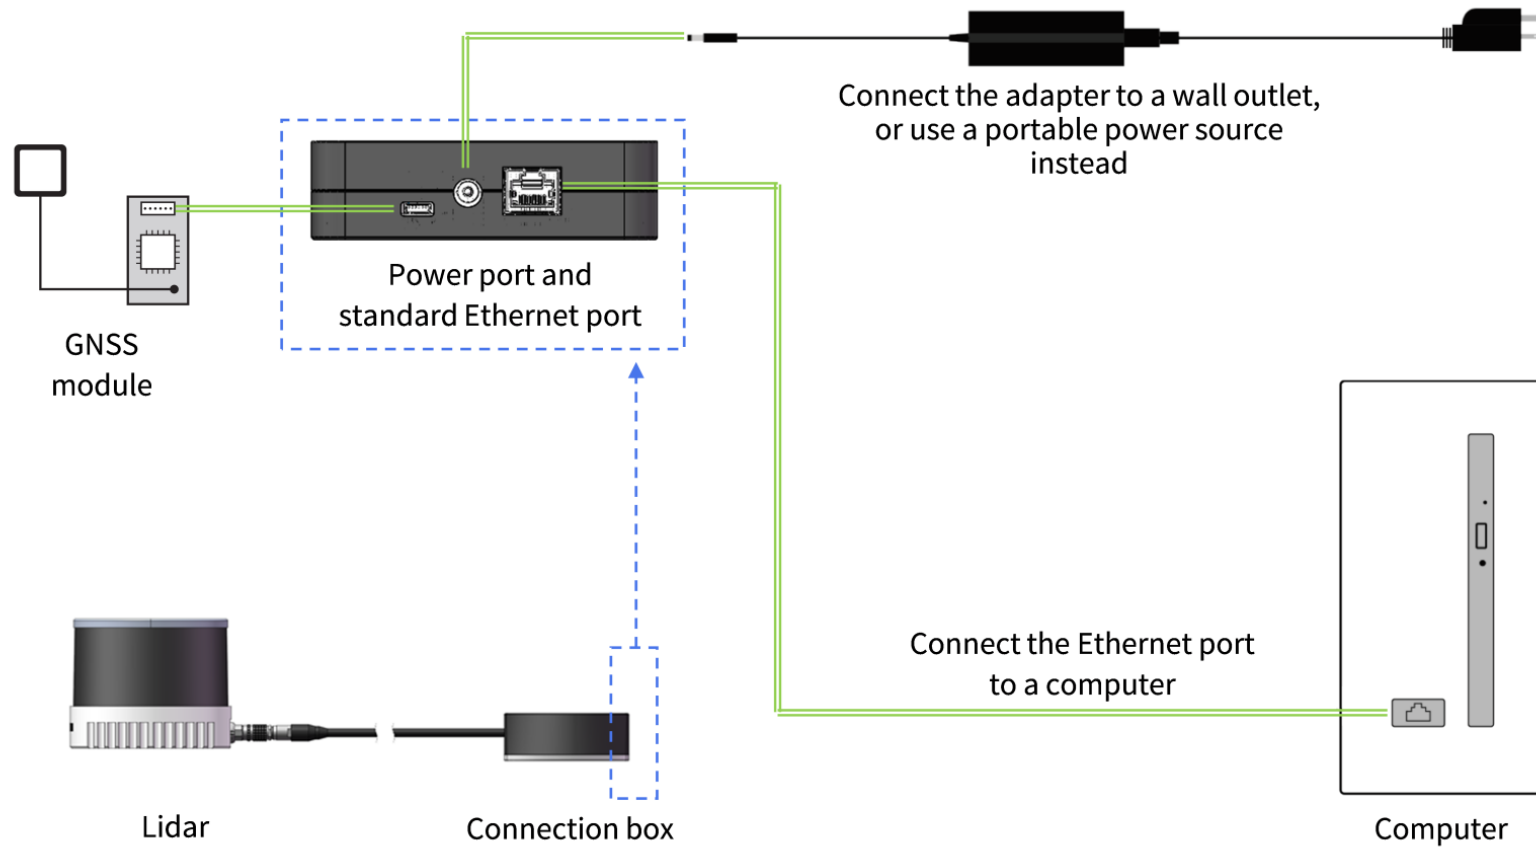 Connect the adapter to a wall outlet,
or use a portable power source
instead
Power port and
standard Ethernet port
GNSS
module
Connect the Ethernet port
to a computer
Lidar
Connection box
Computer